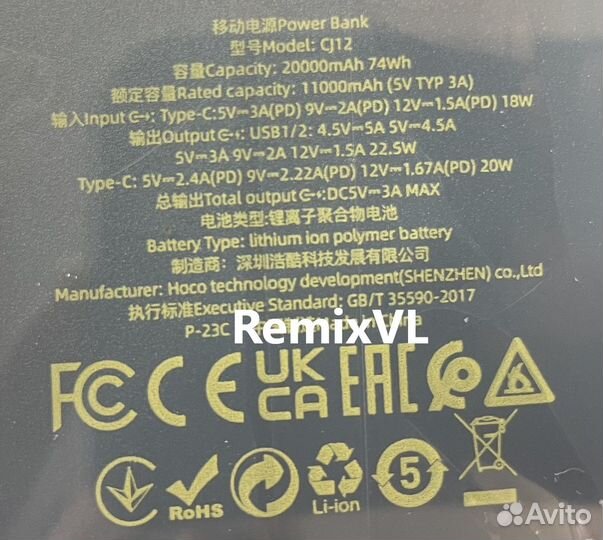 移动电源Power Bank
型号Model: CJ12
容量Capacity: 20000mAh 74Wh
额定容量Rated capacity: 11000mAh (5V TYP 3A)
输入Input: Type-C:5V⎓3A(PD) 9V⎓2A(PD) 12V⎓1.5A(PD) 18W
输出Output: USB1/2: 4.5V⎓5A 5V⎓4.5A
5V⎓3A 9V⎓2A 12V⎓1.5A 22.5W
Type-C: 5V⎓2.4A(PD) 9V⎓2.22A(PD) 12V⎓1.67A(PD) 20W
总输出Total output:DC5V⎓3A MAX
电池类型:锂离子聚合物电池
Battery Type: lithium ion polymer battery
制造商：深圳浩酷科技发展有限公司
Manufacturer: Hoco technology development(SHENZHEN) co.,Ltd
执行标准Executive Standard: GB/T 35590-2017
P-23C Made in China
RemixVL
FC CE UK CA EAC 6
RoHS Li-ion 5
Avito